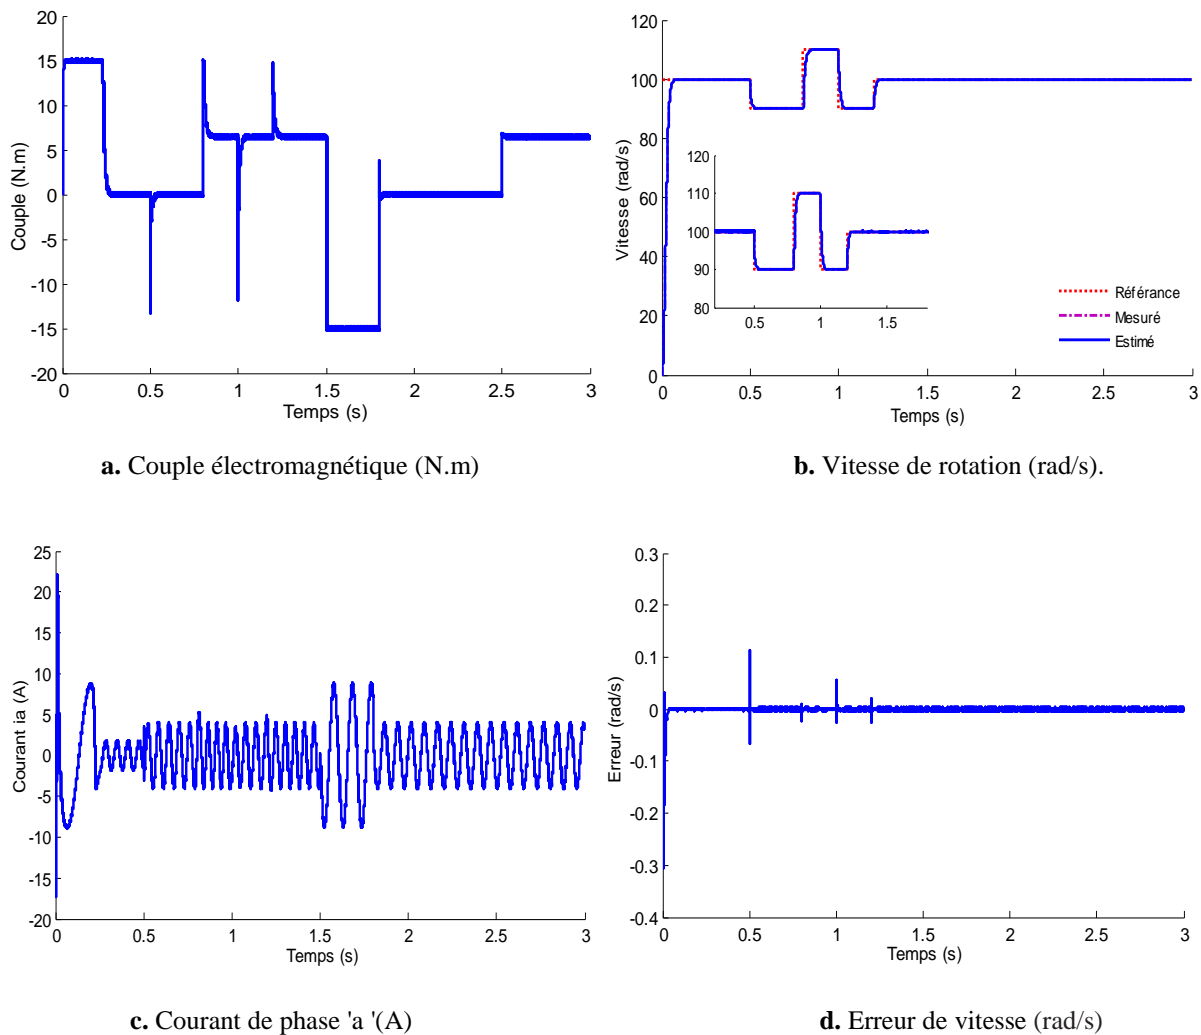 20
15
10
5
0
-5
-10
-15
-20
Couple (N.m)
0 0.5 1 1.5 2 2.5 3
Temps (s)
120
100
80
60
40
20
0
Vitesse (rad/s)
120
110
100
90
80
0.5 1 1.5
Référance
Mesuré
Estimé
0 0.5 1 1.5 2 2.5 3
Temps (s)
a. Couple électromagnétique (N.m)
b. Vitesse de rotation (rad/s).
25
20
15
10
5
0
-5
-10
-15
-20
Courant ia (A)
0 0.5 1 1.5 2 2.5 3
Temps (s)
0.3
0.2
0.1
0
-0.1
-0.2
-0.3
-0.4
Erreur (rad/s)
0 0.5 1 1.5 2 2.5 3
Temps (s)
c. Courant de phase 'a '(A)
d. Erreur de vitesse (rad/s)